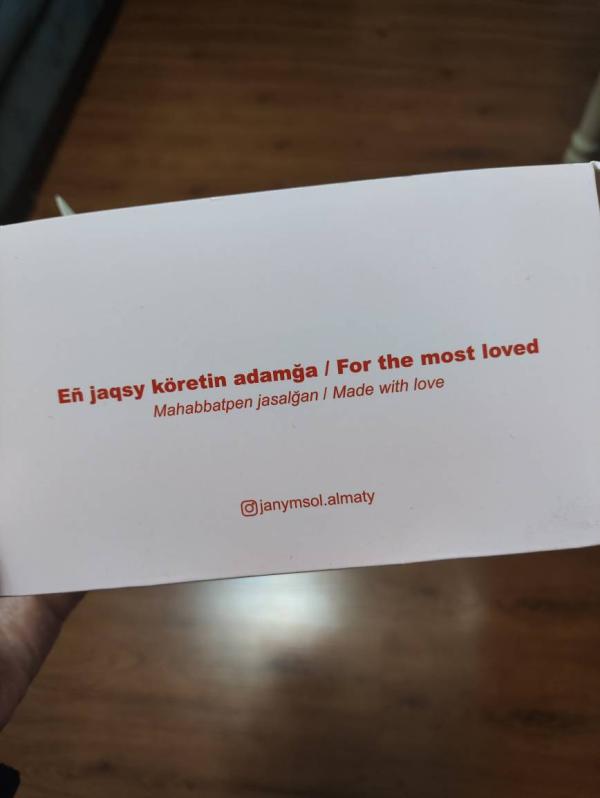 Eñ jaqsy köretin adamğa / For the most loved
Mahabbatpen jasalğan / Made with love
janymsol.almaty